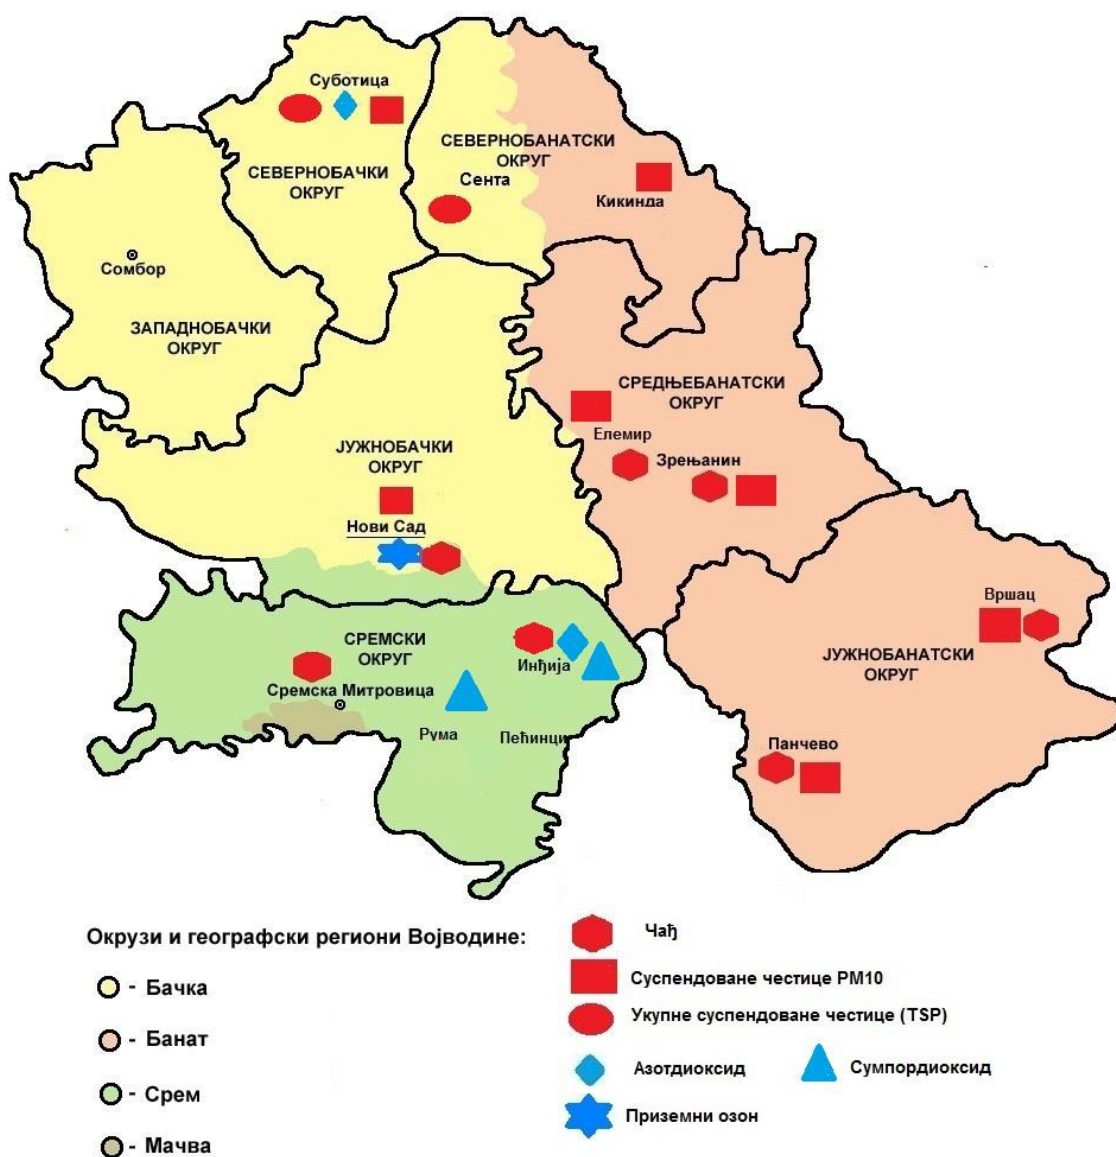 Суботица
СЕВЕРНОБАЧКИ
ОКРУГ
СЕВЕРНОБАНАТСКИ
ОКРУГ
Сента
Кикинда
Сомбор
ЗАПАДНОБАЧКИ
ОКРУГ
СРЕДЊЕБАНАТСКИ
ОКРУГ
Елемир
Зрењанин
ЈУЖНОБАЧКИ
ОКРУГ
Нови Сад
Вршац
ЈУЖНОБАНАТСКИ
ОКРУГ
Панчево
СРЕМСКИ
ОКРУГ
Инђија
Сремска Митровица
Рума
Пећинци
Окрузи и географски региони Војводине:
- Бачка
- Банат
- Срем
- Мачва
Чађ
Суспендоване честице PM10
Укупне суспендоване честице (TSP)
Азотдиоксид
Сумпордиоксид
Приземни озон